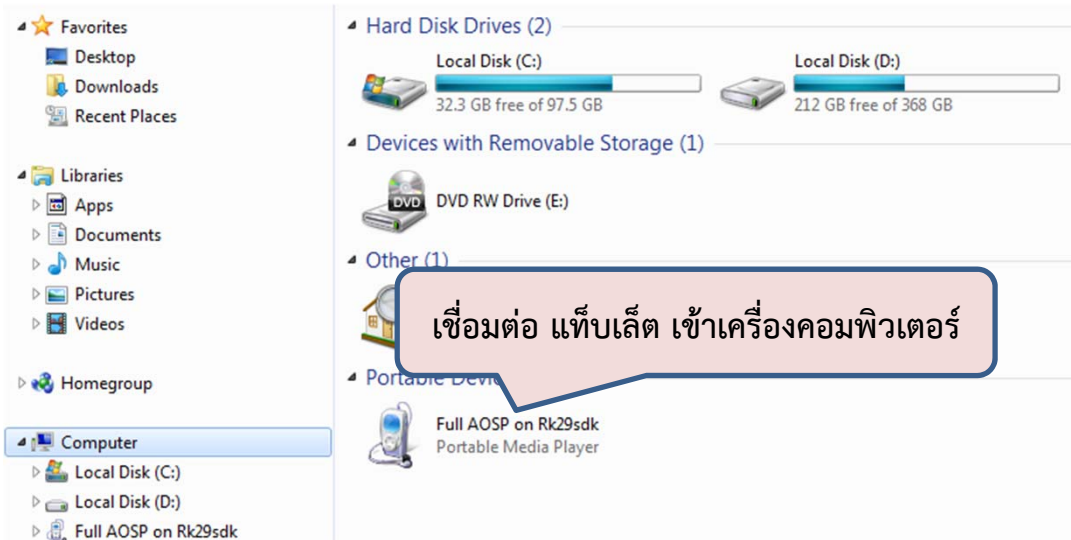 Favorites
Desktop
Downloads
Recent Places
Libraries
Apps
Documents
Music
Pictures
Videos
Homegroup
Computer
Local Disk (C:)
Local Disk (D:)
Full AOSP on Rk29sdk
Hard Disk Drives (2)
Local Disk (C:)
32.3 GB free of 97.5 GB
Local Disk (D:)
212 GB free of 368 GB
Devices with Removable Storage (1)
DVD
DVD RW Drive (E:)
Other (1)
เชื่อมต่อ แท็บเล็ต เข้าเครื่องคอมพิวเตอร์
Portable
Full AOSP on Rk29sdk
Portable Media Player